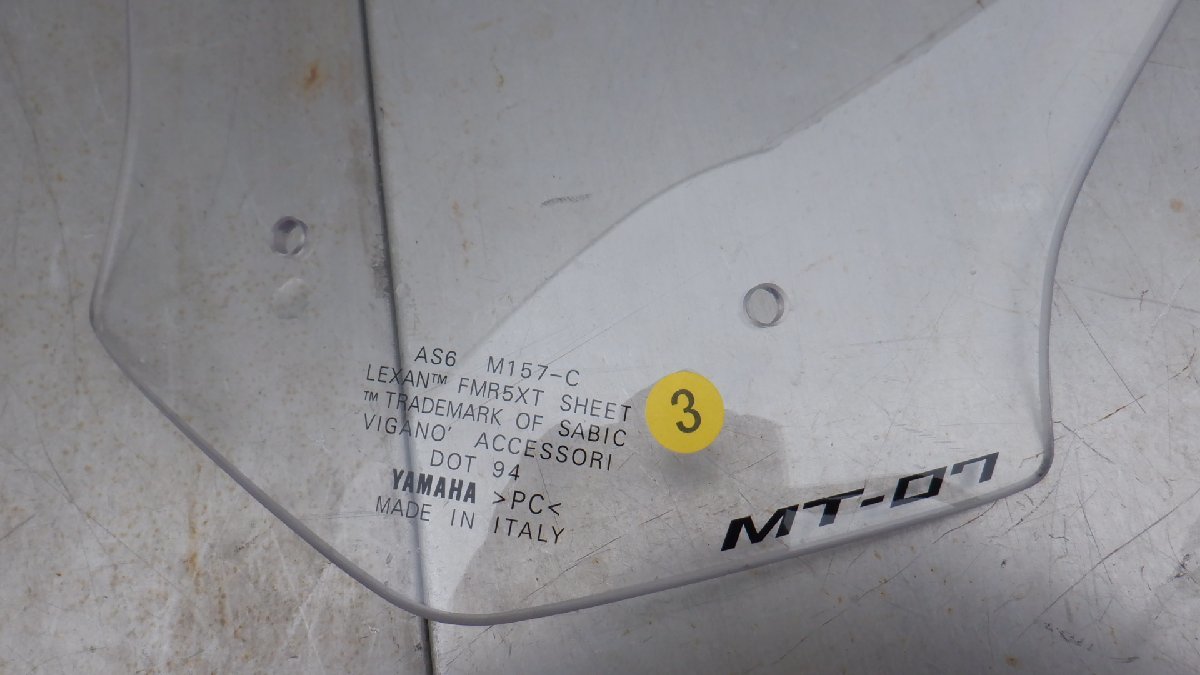 AS6 M157-C
LEXAN™ FMR5XT SHEET
™ TRADEMARK OF SABIC
VIGANO' ACCESSORI
DOT 94
YAMAHA >PC<
MADE IN ITALY
3
MT-07